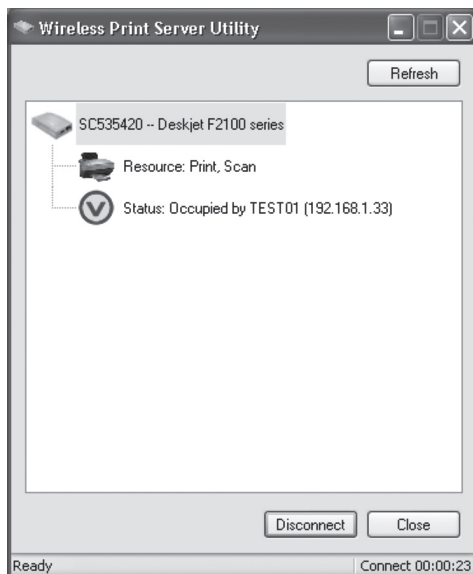 Wireless Print Server Utility
Refresh
SC535420 -- Deskjet F2100 series
Resource: Print, Scan
Status: Occupied by TEST01 (192.168.1.33)
Disconnect Close
Ready Connect 00:00:23